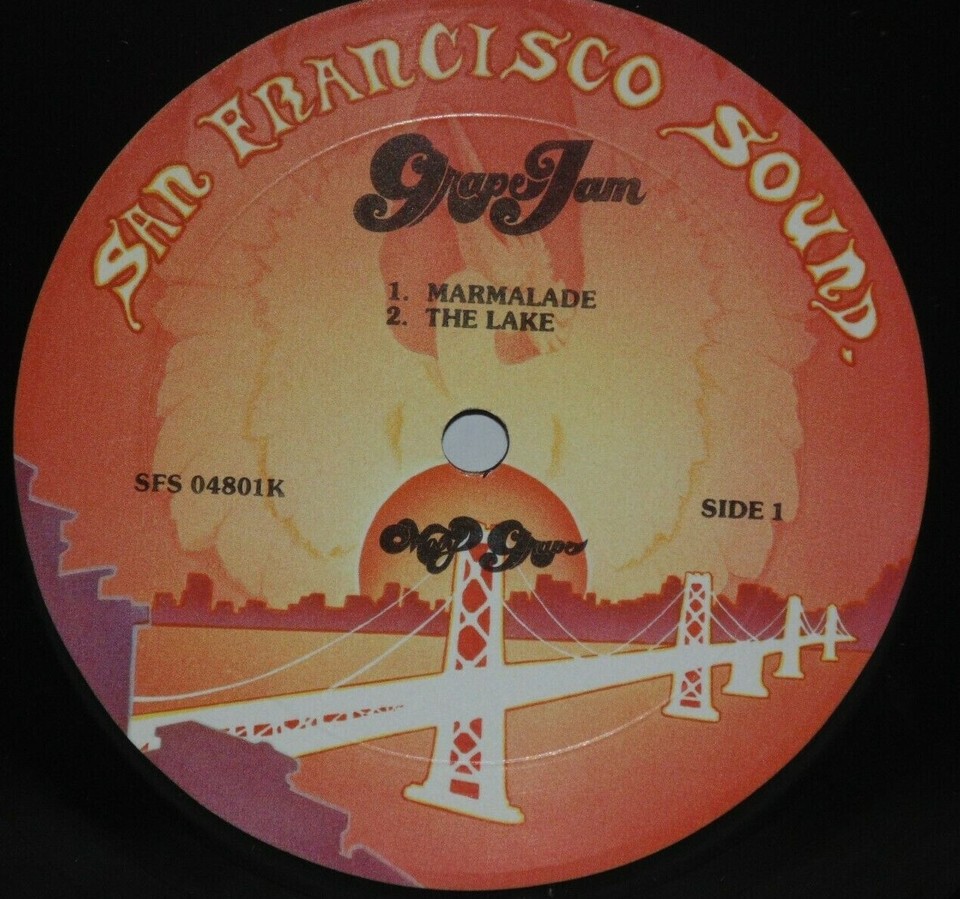 SAN FRANCISCO SOUND.
Grape Jam
1. MARMALADE
2. THE LAKE
SFS 04801K
SIDE 1
Moby Grape